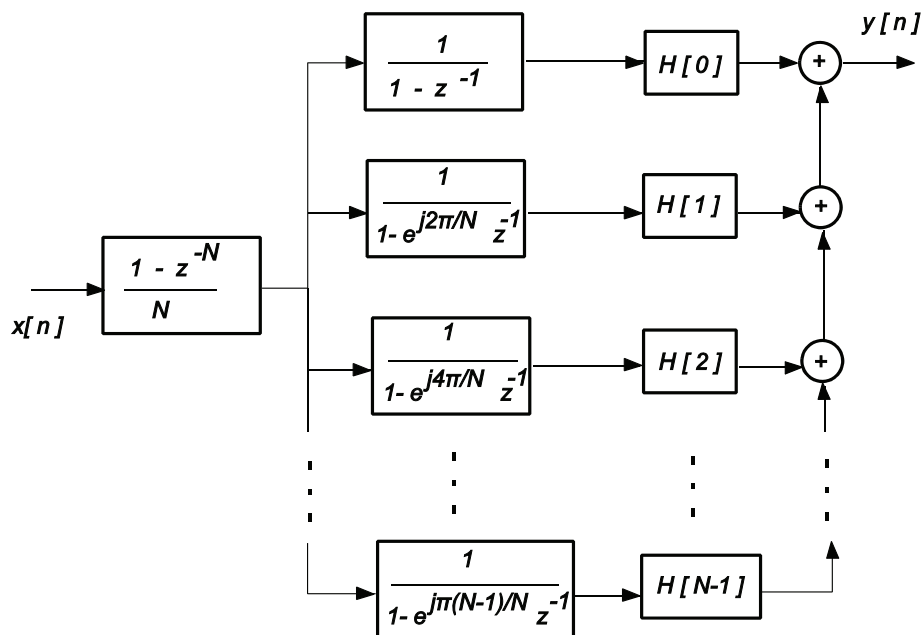 y[n]
1
1 - z^-1
H[0]
+
1
1- e^j2π/N z^-1
H[1]
+
1 - z^-N
N
x[n]
1
1- e^j4π/N z^-1
H[2]
+
1
1- e^jπ(N-1)/N z^-1
H[N-1]